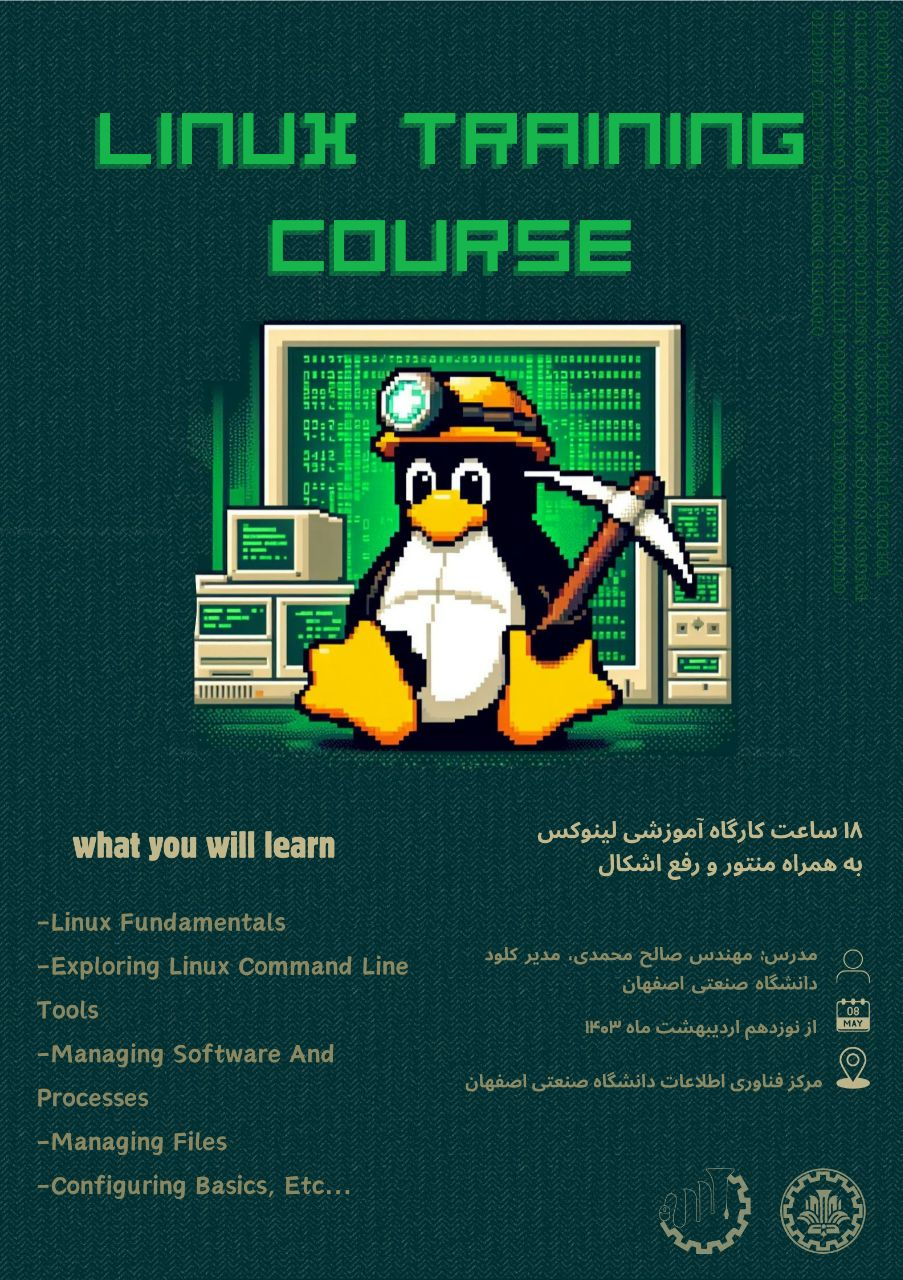 LINUX TRAINING
COURSE
what you will learn
-Linux Fundamentals
-Exploring Linux Command Line
Tools
-Managing Software And
Processes
-Managing Files
-Configuring Basics, Etc...
۱۸ ساعت کارگاه آموزشی لینوکس
به همراه منتور و رفع اشکال
مدرس: مهندس صالح محمدی، مدیر کلود
دانشگاه صنعتی اصفهان
08
MAY
از نوزدهم اردیبهشت ماه ۱۴۰۳
مرکز فناوری اطلاعات دانشگاه صنعتی اصفهان